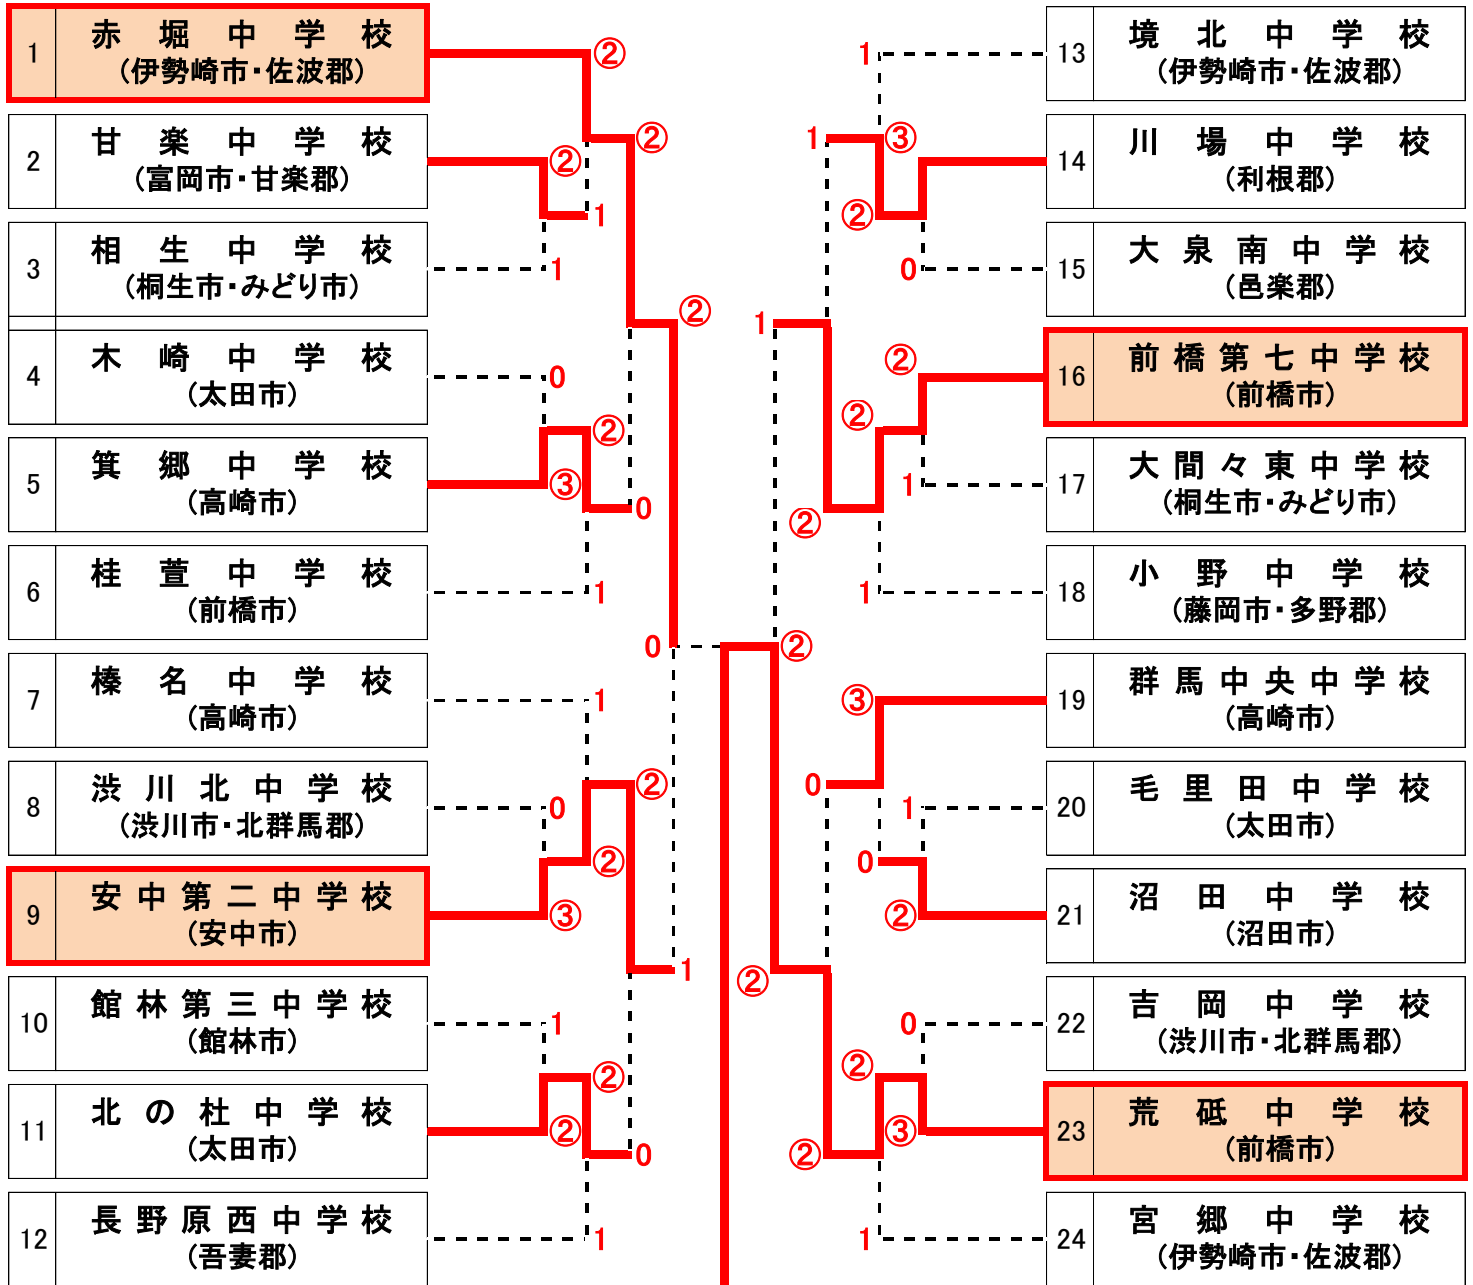 1 赤堀中学校
(伊勢崎市・佐波郡)
2 甘楽中学校
(富岡市・甘楽郡)
3 相生中学校
(桐生市・みどり市)
4 木崎中学校
(太田市)
5 箕郷中学校
(高崎市)
6 桂萱中学校
(前橋市)
7 榛名中学校
(高崎市)
8 渋川北中学校
(渋川市・北群馬郡)
9 安中第二中学校
(安中市)
10 館林第三中学校
(館林市)
11 北の杜中学校
(太田市)
12 長野原西中学校
(吾妻郡)
②
②
②
1
1
②
0
②
③
0
1
0
1
0
②
②
③
1
1
②
②
0
1
1
1
③
②
0
1
②
②
1
②
1
②
③
0
1
0
②
②
0
②
③
②
1
13 境北中学校
(伊勢崎市・佐波郡)
14 川場中学校
(利根郡)
15 大泉南中学校
(邑楽郡)
16 前橋第七中学校
(前橋市)
17 大間々東中学校
(桐生市・みどり市)
18 小野中学校
(藤岡市・多野郡)
19 群馬中央中学校
(高崎市)
20 毛里田中学校
(太田市)
21 沼田中学校
(沼田市)
22 吉岡中学校
(渋川市・北群馬郡)
23 荒砥中学校
(前橋市)
24 宮郷中学校
(伊勢崎市・佐波郡)